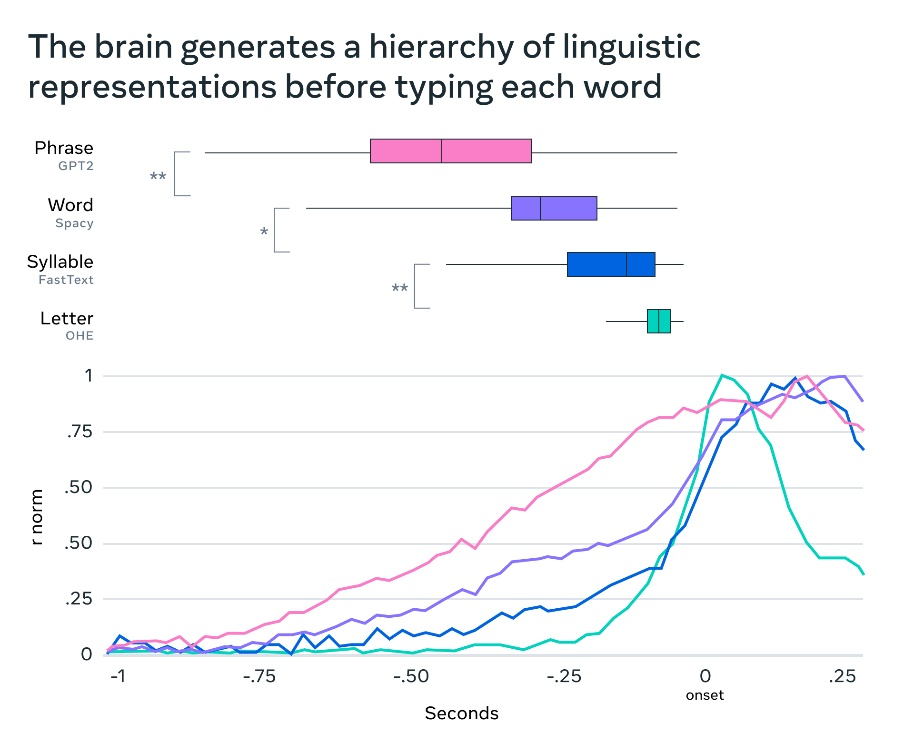 The brain generates a hierarchy of linguistic
representations before typing each word
Phrase
GPT2
**
Word
Spacy
*
Syllable
FastText
**
Letter
OHE
1
.75
.50
.50
.25
0
r norm
-1
-.75
-.50
-.25
0
.25
onset
Seconds